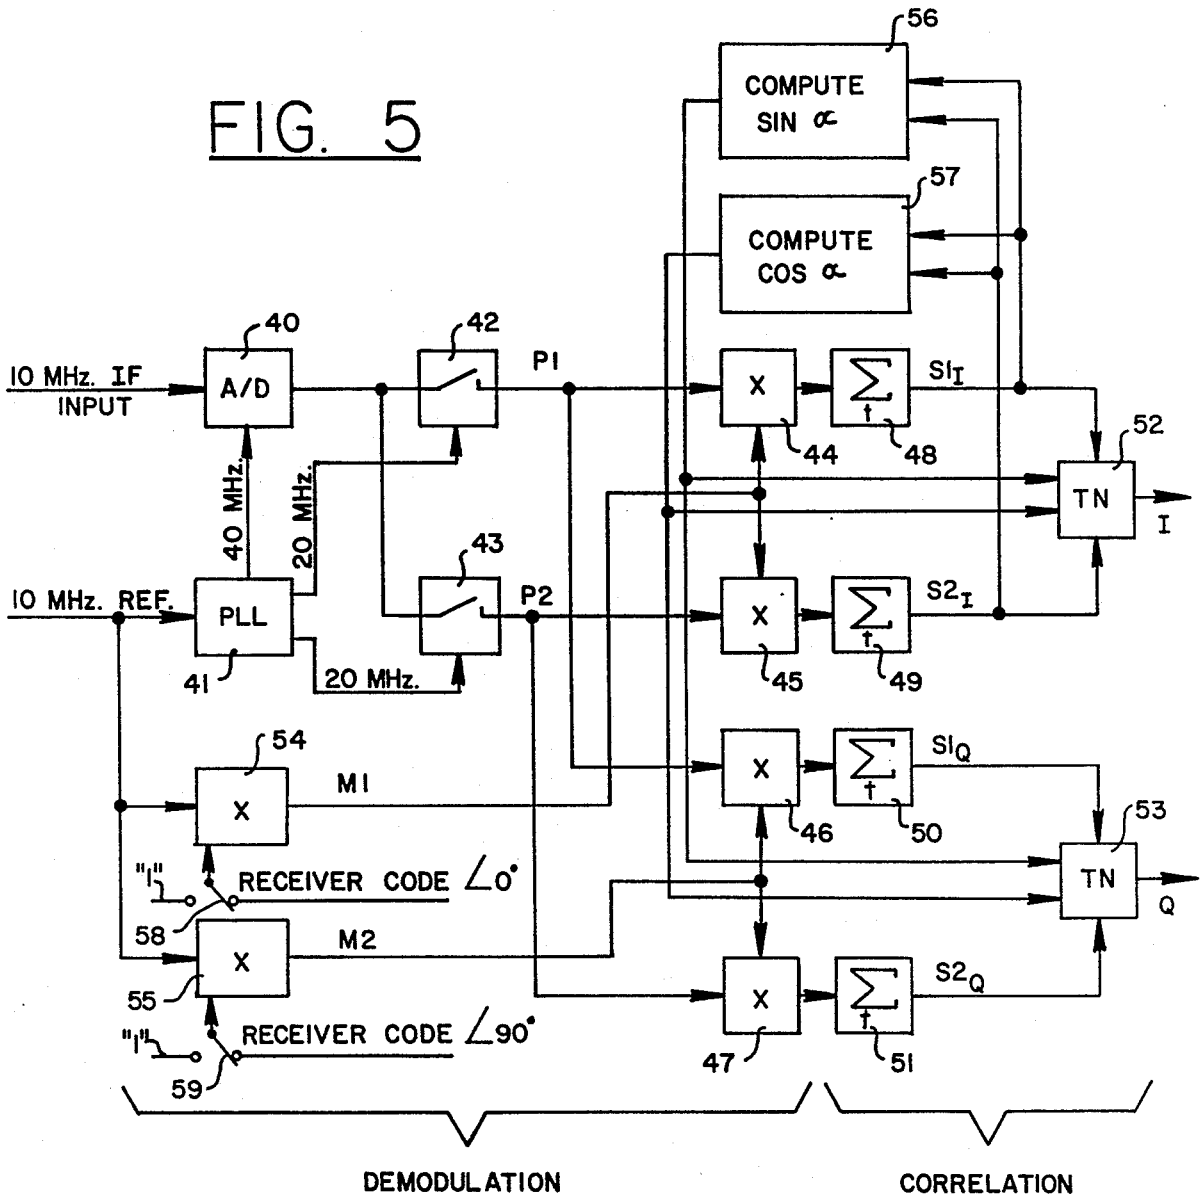 56
COMPUTE
SIN ∝
FIG. 5
57
COMPUTE
COS ∝
40
42
10 MHz. IF
INPUT
A/D
P1
X
Σ
t
S1I
44
48
52
40 MHz.
20 MHz.
TN
I
43
10 MHz. REF.
PLL
P2
X
Σ
t
S2I
41
20 MHz.
45
49
54
X
M1
X
Σ
t
S1Q
46
50
53
"1"
RECEIVER CODE ∠0°
TN
Q
58
X
M2
55
X
Σ
t
S2Q
"1"
RECEIVER CODE ∠90°
59
47
51
DEMODULATION
CORRELATION